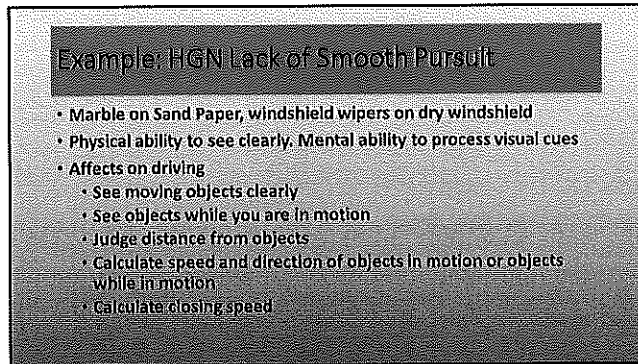 Example: HGN Lack of Smooth Pursuit
• Marble on Sand Paper, windshield wipers on dry windshield
• Physical ability to see clearly. Mental ability to process visual cues
• Affects on driving
• See moving objects clearly
• See objects while you are in motion
• Judge distance from objects
• Calculate speed and direction of objects in motion or objects
while in motion
• Calculate closing speed